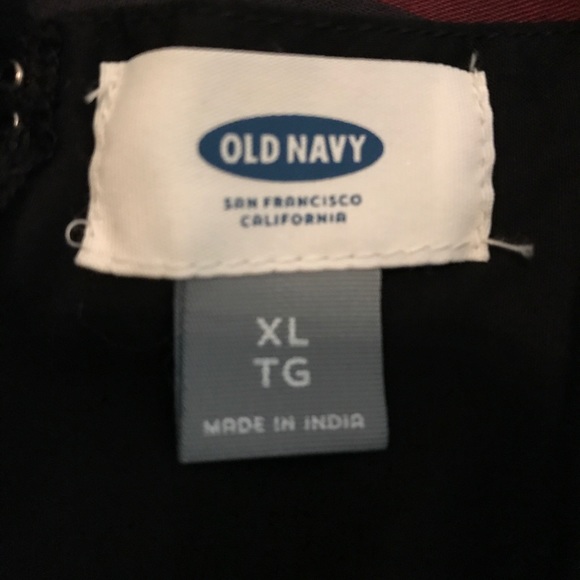 OLD NAVY
SAN FRANCISCO
CALIFORNIA
XL
TG
MADE IN INDIA